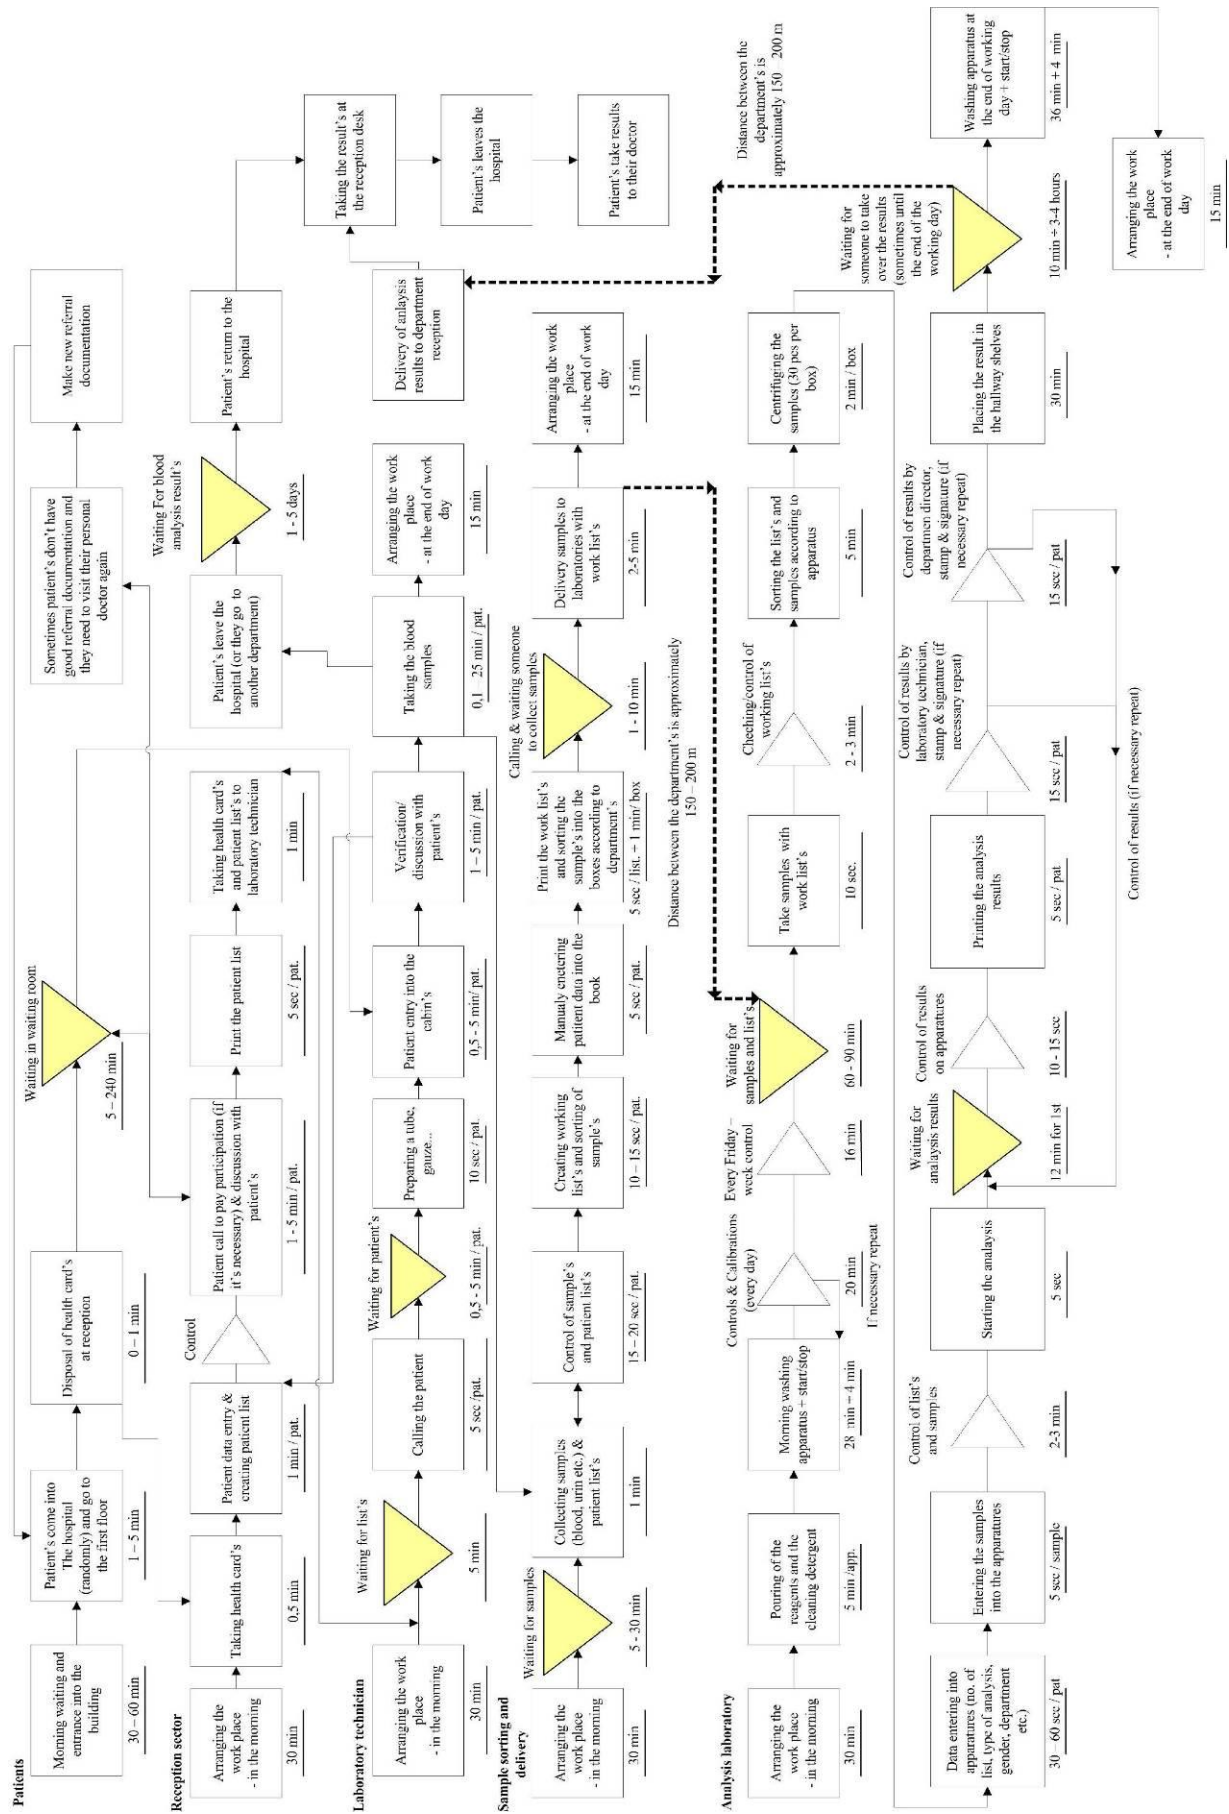 Patients
Morning waiting and
entrance into the
building
30 – 60 min
Patient's come into
The hospital
(randomly) and go to
the first floor
1 – 5 min
Disposal of health card's
at reception
0 – 1 min
Waiting in waiting room
5 – 240 min
Sometimes patient's don't have
good referral documentation and
they need to visit their personal
doctor again
Make new referral
documentation
Reception sector
Arranging the
work place
- in the morning
30 min
Taking health card's
0,5 min
Patient data entry &
creating patient list
1 min / pat.
Control
Patient call to pay participation (if
it's necessary) & discussion with
patient's
1 - 5 min / pat.
Print the patient list
5 sec / pat.
Taking health card's
and patient list's to
laboratory technician
1 min
Patient's leave the
hospital (or they go to
another department)
Waiting For blood
analysis result's
1 - 5 days
Patient's return to the
hospital
Taking the result's at
the reception desk
Patient's leaves the
hospital
Patient's take results
to their doctor
Laboratory technician
Arranging the work
place
- in the morning
30 min
Waiting for list's
5 min
Calling the patient
5 sec /pat.
Waiting for patient's
0,5 - 5 min / pat.
Preparing a tube,
gauze...
10 sec / pat.
Patient entry into the
cabin's
0,5 - 5 min/ pat.
Verification/
discussion with
patient's
1 – 5 min / pat.
Taking the blood
samples
0,1 – 25 min / pat.
Arranging the work
place
- at the end of work
day
15 min
Delivery of anlaysis
results to department
reception
Sample sorting and
delivery
Arranging the
work place
- in the morning
30 min
Waiting for samples
5 - 30 min
Collecting samples
(blood, urin etc.) &
patient list's
1 min
Control of sample's
and patient list's
15 – 20 sec / pat.
Creating working
list's and sorting of
sample's
10 – 15 sec / pat.
Manualy enetering
patitent data into the
book
5 sec / pat.
Print the work list's
and sorting the
sample's into the
boxes according to
department's
5 sec / list. + 1 min/ box
Calling & waiting someone
to collect samples
1 - 10 min
Delivery samples to
laboratories with
work list's
2-5 min
Arranging the work
place
- at the end of work
day
15 min
Distance between the department's is approximately
150 – 200 m
Distance between the
department's is
approximately 150 – 200 m
Analysis laboratory
Arranging the
work place
- in the morning
30 min
Pouring of the
reagents and the
cleaning detergent
5 min /app.
Morning washing
apparatus + start/stop
28 min + 4 min
Controls & Calibrations
(every day)
20 min
If necessary repeat
Every Friday –
week control
16 min
Waiting for
samples and list's
60 - 90 min
Take samples with
work list's
10 sec.
Cheching/control of
working list's
2 - 3 min
Sorting the list's and
samples according to
apparatus
5 min
Centrifuging the
samples (30 pcs per
box)
2 min / box
Data entering into
apparatures (no. of
list, type of analysis,
gender, department
etc.)
30 – 60 sec / pat
Entering the samples
into the apparatures
5 sec / sample
Control of list's
and samples
2-3 min
Starting the analaysis
5 sec
Waiting for
analaysis results
12 min for 1st
Control of results
on apparatures
10 - 15 sec
Printing the analysis
results
5 sec / pat.
Control of results by
laboratory technician,
stamp & signature (if
necessary repeat)
15 sec / pat
Control of results by
departmen director,
stamp & signature (if
necessary repeat)
15 sec / pat
Control of results (if necessary repeat)
Placing the result in
the hallway shelves
30 min
Waiting for
someone to take
over the results
(sometimes until
the end of the
working day)
10 min ÷ 3-4 hours
Washing apparatus at
the end of working
day + start/stop
36 min + 4 min
Arranging the work
place
- at the end of work
day
15 min